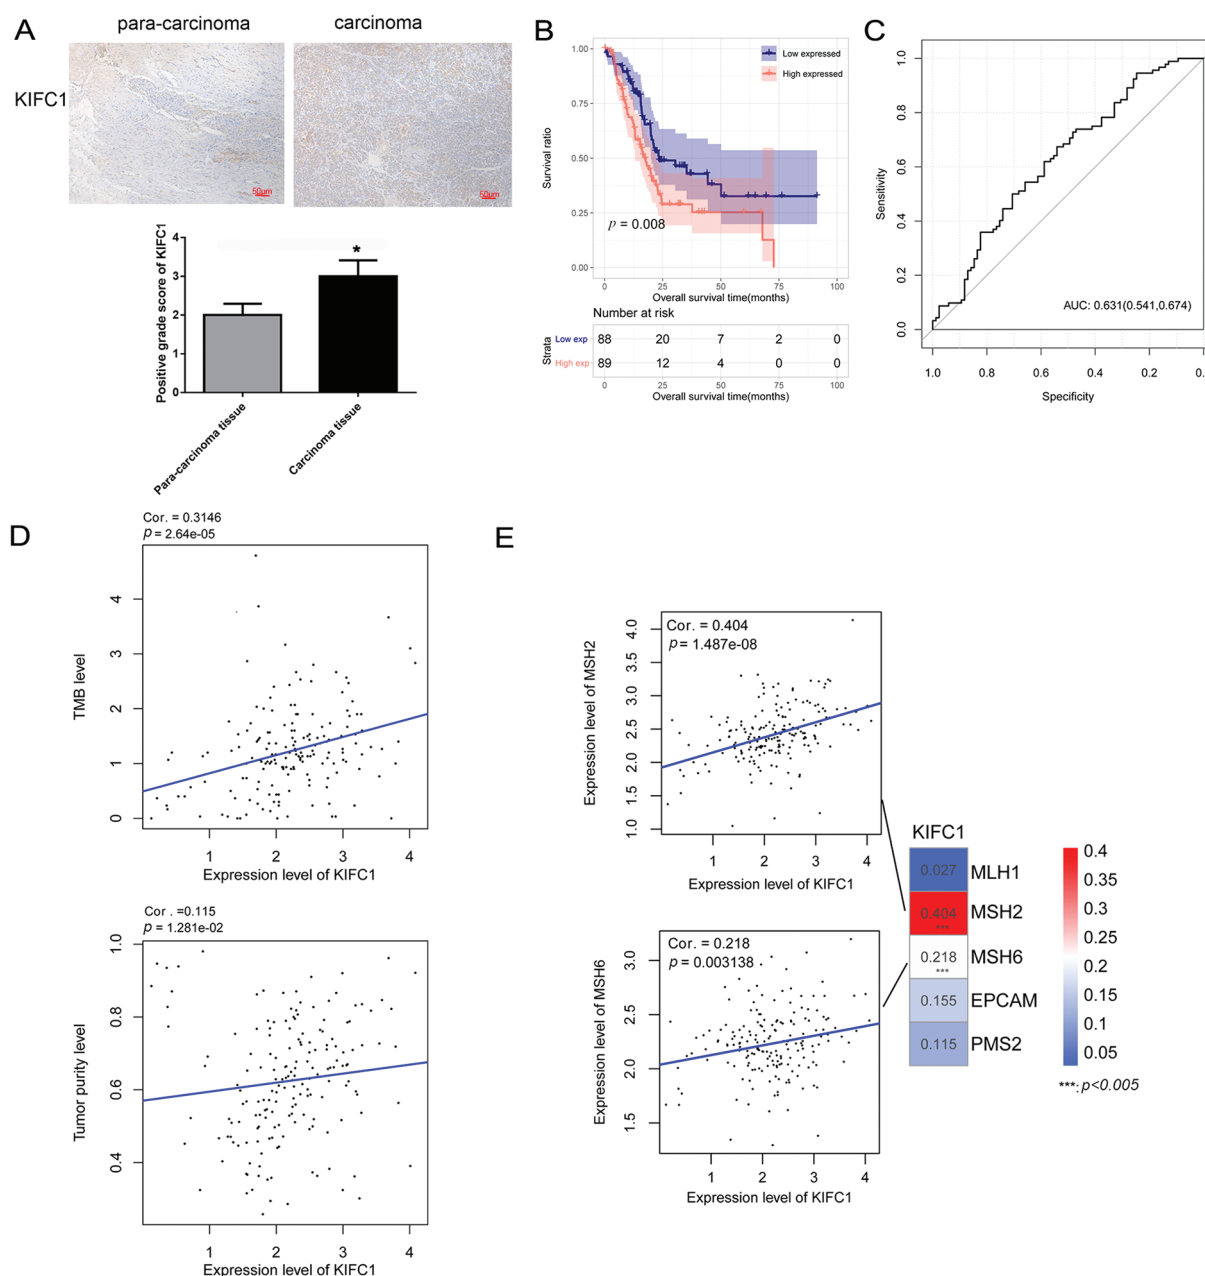 A
para-carcinoma
carcinoma
KIFC1
50μm
50μm
Positive grade score of KIFC1
4
3
2
1
0
*
Para-carcinoma tissue
Carcinoma tissue
B
Survival ratio
1.00
0.75
0.50
0.25
0.00
Low expressed
High expressed
p = 0.008
0 25 50 75 100
Overall survival time(months)
Number at risk
Strata
Low exp 88 20 7 2 0
High exp 89 12 4 0 0
0 25 50 75 100
Overall survival time(months)
C
Sensitivity
1.0
0.8
0.6
0.4
0.2
0.0
AUC: 0.631(0.541,0.674)
1.0 0.8 0.6 0.4 0.2 0.
Specificity
D
Cor. = 0.3146
p = 2.64e-05
TMB level
4
3
2
1
0
1 2 3 4
Expression level of KIFC1
Cor .=0.115
p = 1.281e-02
Tumor purity level
1.0
0.8
0.6
0.4
1 2 3 4
Expression level of KIFC1
E
Cor. = 0.404
p = 1.487e-08
Expression level of MSH2
4.0
3.5
3.0
2.5
2.0
1.5
1.0
1 2 3 4
Expression level of KIFC1
Cor. = 0.218
p = 0.003138
Expression level of MSH6
3.0
2.5
2.0
1.5
1 2 3 4
Expression level of KIFC1
KIFC1
0.027 MLH1
0.404 MSH2
***
0.218 MSH6
***
0.155 EPCAM
0.115 PMS2
0.4
0.35
0.3
0.25
0.2
0.15
0.1
0.05
***:p<0.005